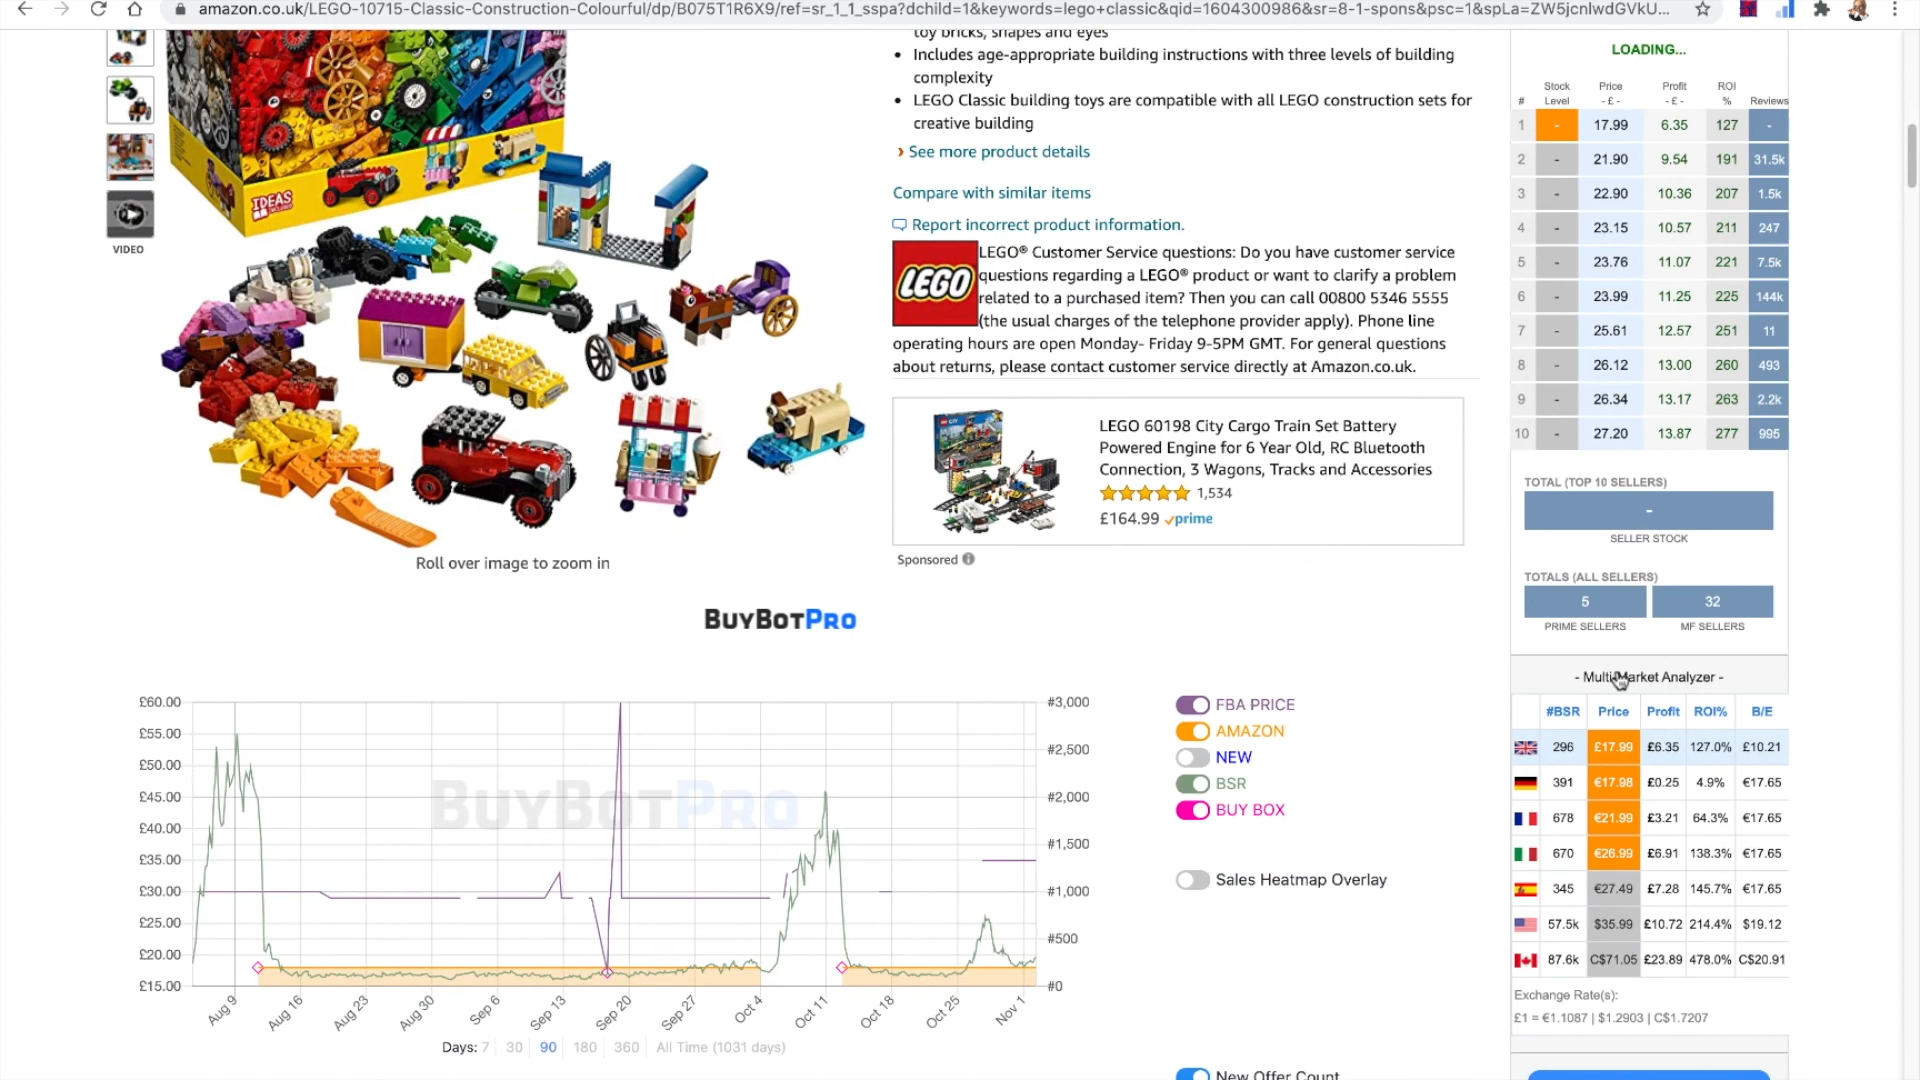 amazon.co.uk/LEGO-10715-Classic-Construction-Colourful/dp/B075T1R6X9/ref=sr_1_1_sspa?dchild=1&keywords=lego+classic&qid=1604300986&sr=8-1-spons&psc=1&spLa=ZW5jcnlwdGVkU...
toy bricks, shapes and eyes
Includes age-appropriate building instructions with three levels of building
complexity
LEGO Classic building toys are compatible with all LEGO construction sets for
creative building
› See more product details
Compare with similar items
Report incorrect product information.
LEGO
LEGO® Customer Service questions: Do you have customer service
questions regarding a LEGO® product or want to clarify a problem
related to a purchased item? Then you can call 00800 5346 5555
(the usual charges of the telephone provider apply). Phone line
operating hours are open Monday- Friday 9-5PM GMT. For general questions
about returns, please contact customer service directly at Amazon.co.uk.
LEGO 60198 City Cargo Train Set Battery
Powered Engine for 6 Year Old, RC Bluetooth
Connection, 3 Wagons, Tracks and Accessories
1,534
£164.99 prime
Sponsored
IDEAS
INCLUDED
VIDEO
Roll over image to zoom in
BUYBOTPRO
BUYBOTPRO
£60.00
£55.00
£50.00
£45.00
£40.00
£35.00
£30.00
£25.00
£20.00
£15.00
#3,000
#2,500
#2,000
#1,500
#1,000
#500
#0
Aug 9
Aug 16
Aug 23
Aug 30
Sep 6
Sep 13
Sep 20
Sep 27
Oct 4
Oct 11
Oct 18
Oct 25
Nov 1
Days: 7 30 90 180 360 All Time (1031 days)
FBA PRICE
AMAZON
NEW
BSR
BUY BOX
Sales Heatmap Overlay
New Offer Count
LOADING...
Stock Price Profit ROI
# Level - £ - - £ - % Reviews
1 - 17.99 6.35 127 -
2 - 21.90 9.54 191 31.5k
3 - 22.90 10.36 207 1.5k
4 - 23.15 10.57 211 247
5 - 23.76 11.07 221 7.5k
6 - 23.99 11.25 225 144k
7 - 25.61 12.57 251 11
8 - 26.12 13.00 260 493
9 - 26.34 13.17 263 2.2k
10 - 27.20 13.87 277 995
TOTAL (TOP 10 SELLERS)
-
SELLER STOCK
TOTALS (ALL SELLERS)
5 32
PRIME SELLERS MF SELLERS
- Multi Market Analyzer -
#BSR Price Profit ROI% B/E
296 £17.99 £6.35 127.0% £10.21
391 €17.98 £0.25 4.9% €17.65
678 €21.99 £3.21 64.3% €17.65
670 €26.99 £6.91 138.3% €17.65
345 €27.49 £7.28 145.7% €17.65
57.5k $35.99 £10.72 214.4% $19.12
87.6k C$71.05 £23.89 478.0% C$20.91
Exchange Rate(s):
£1 = €1.1087 | $1.2903 | C$1.7207